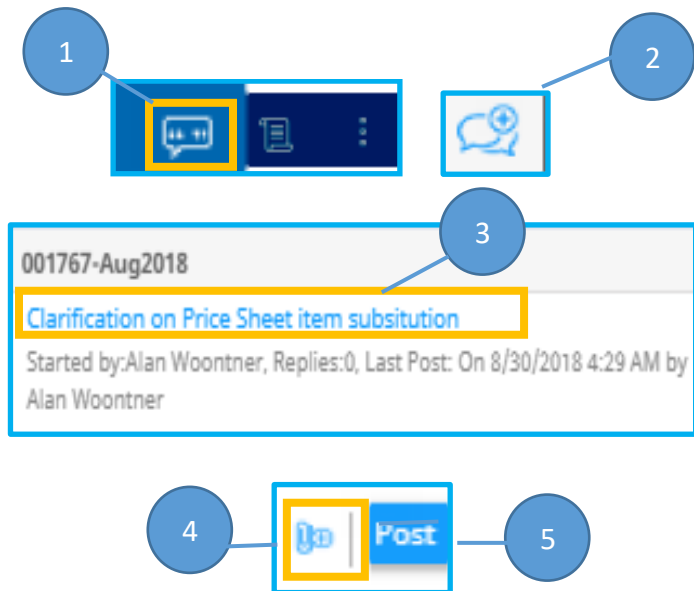 1
2
3
001767-Aug2018
Clarification on Price Sheet item subsitution
Started by:Alan Woontner, Replies:0, Last Post: On 8/30/2018 4:29 AM by
Alan Woontner
4
Post
5